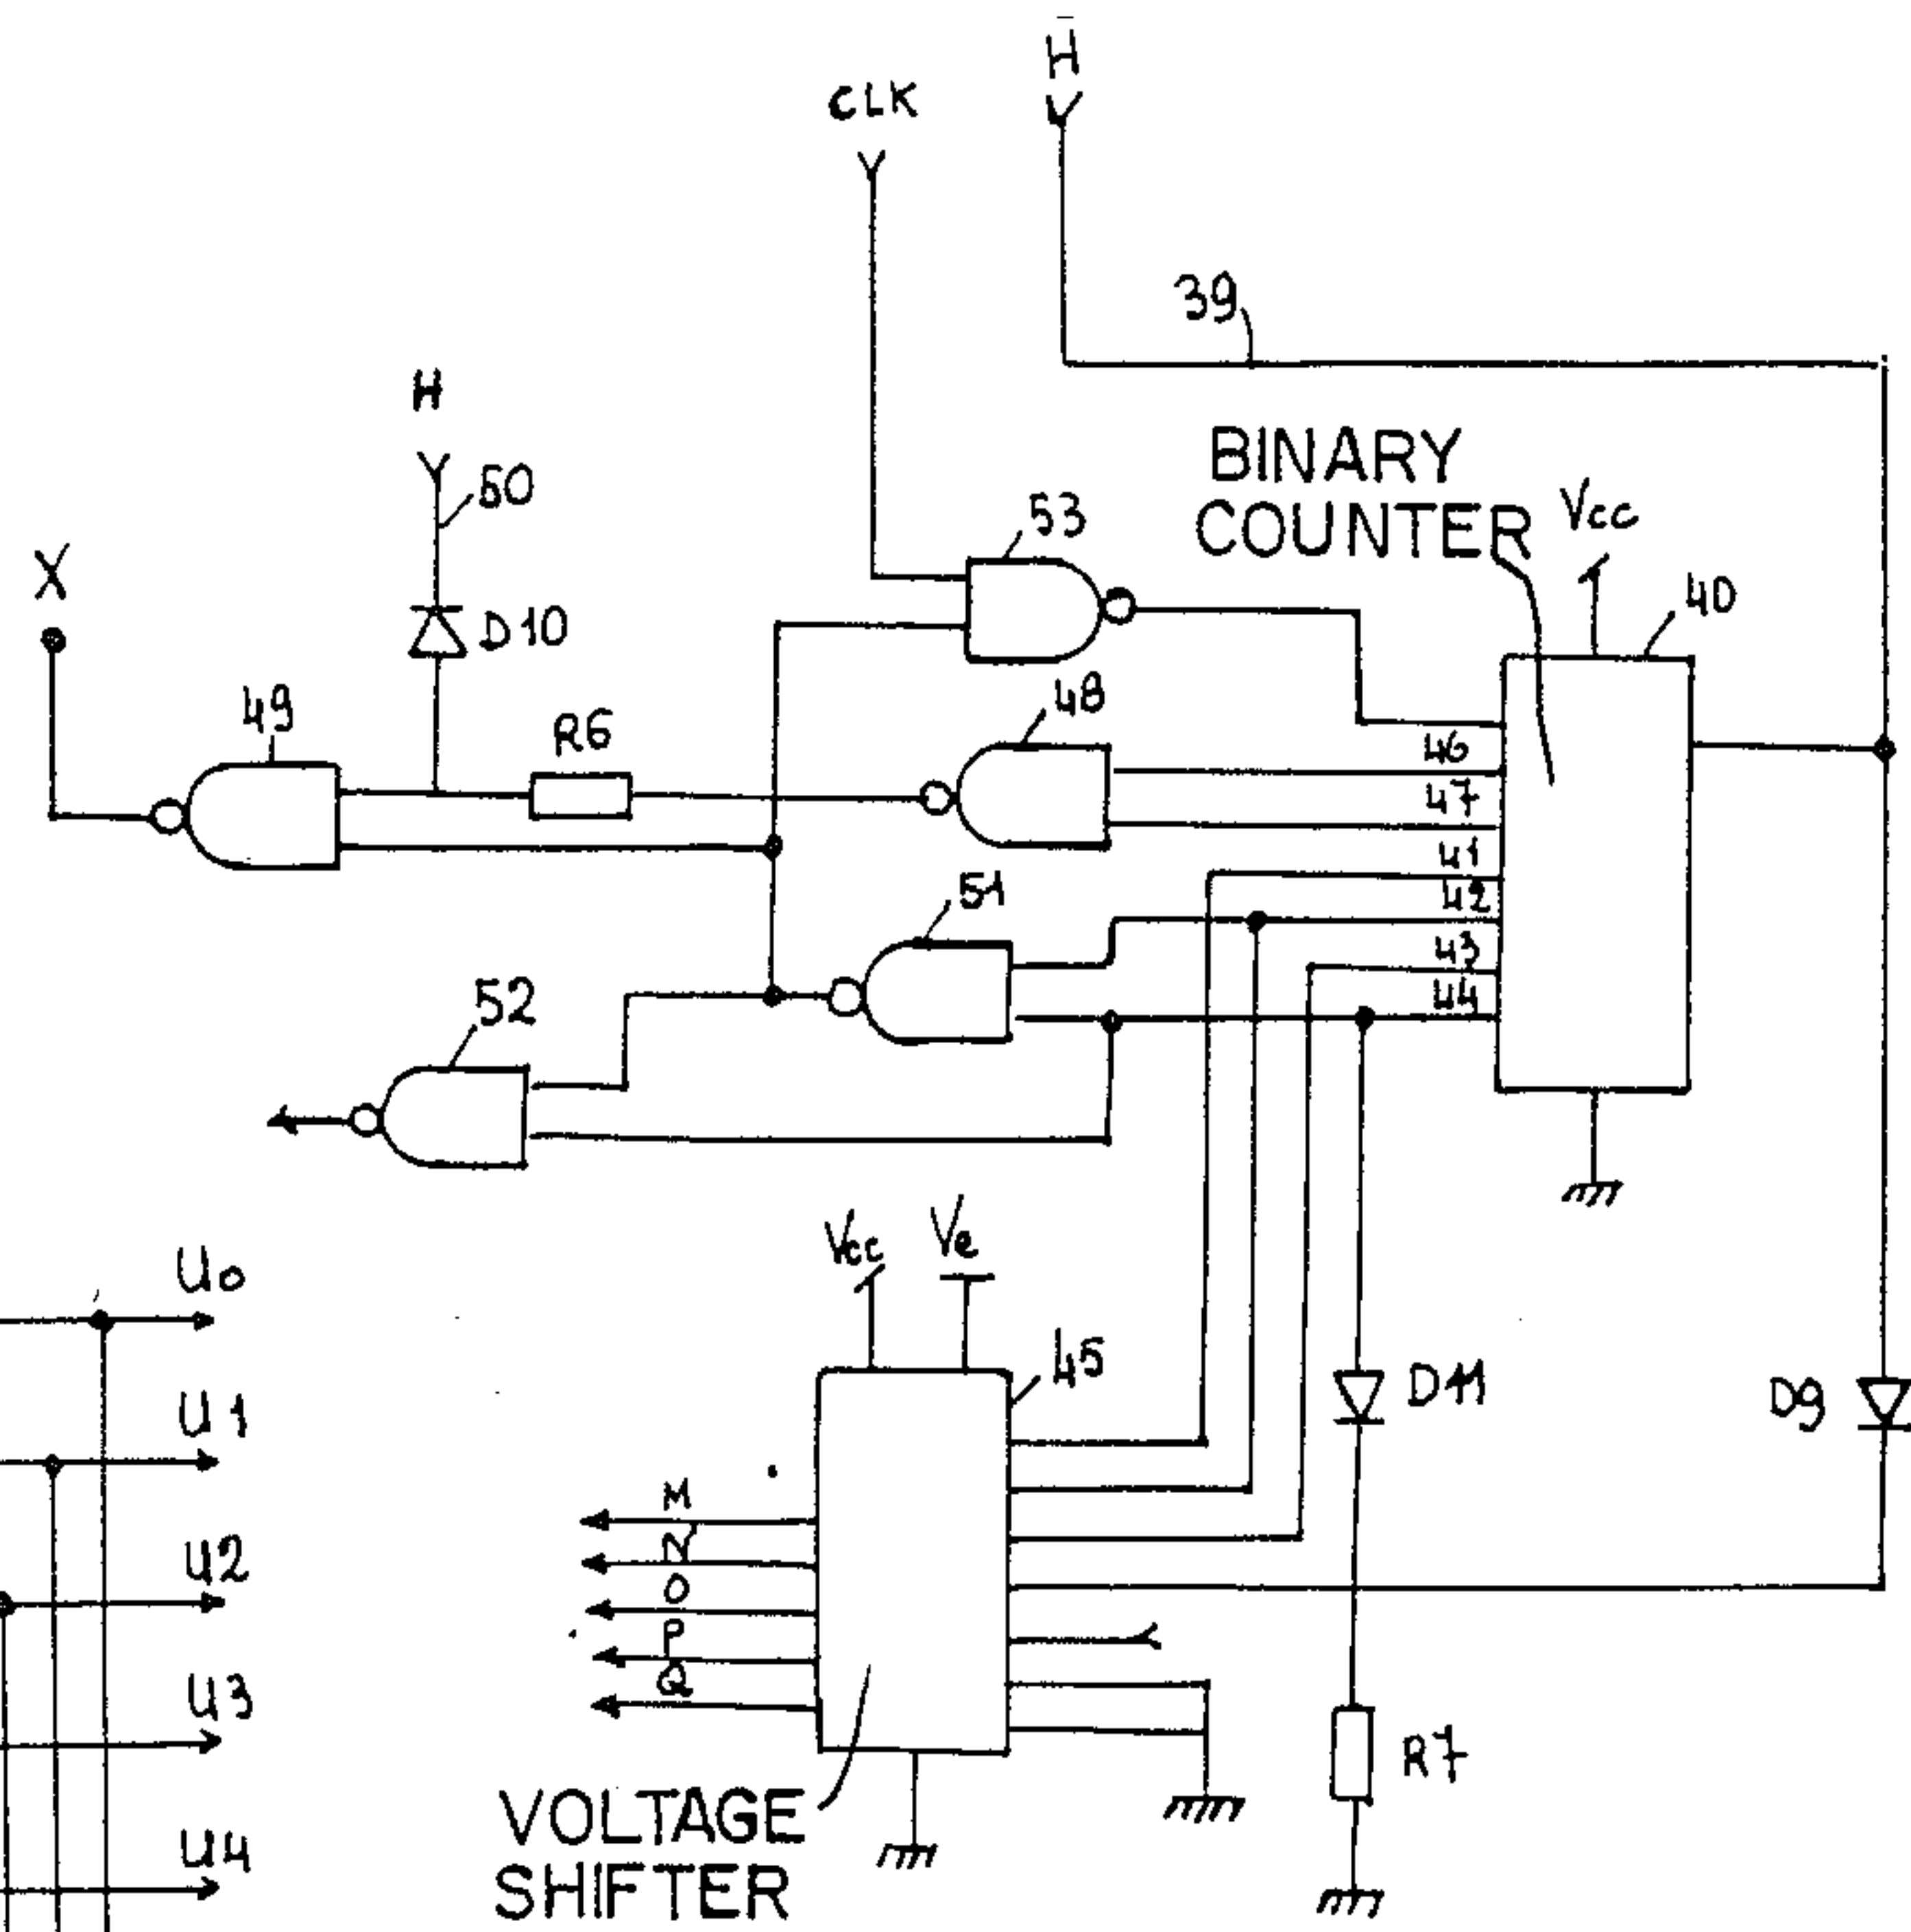 H̅
CLK
39
H
BINARY
COUNTER
Vcc
50
53
X
40
D10
48
49
R6
46
47
41
42
51
43
44
52
Vcc
Ve
U0
45
D11
D9
U1
M
N
U2
O
P
Q
U3
R7
VOLTAGE
SHIFTER
U4